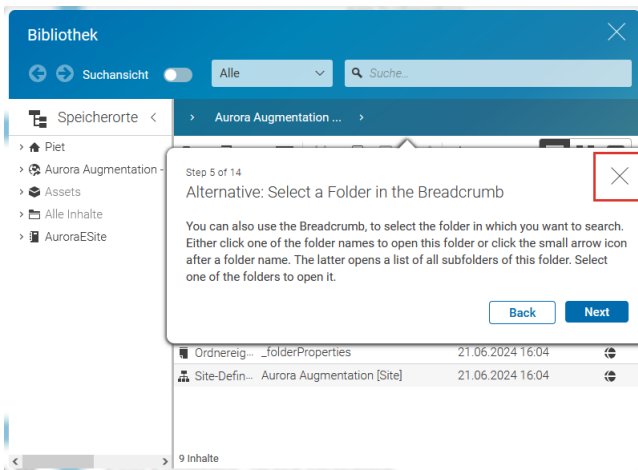 Bibliothek
Suchansicht
Alle
Suche...
Speicherorte
Aurora Augmentation ...
Piet
Aurora Augmentation -
Assets
Alle Inhalte
AuroraESite
Step 5 of 14
Alternative: Select a Folder in the Breadcrumb
You can also use the Breadcrumb, to select the folder in which you want to search.
Either click one of the folder names to open this folder or click the small arrow icon
after a folder name. The latter opens a list of all subfolders of this folder. Select
one of the folders to open it.
Back
Next
Ordnereig... _folderProperties 21.06.2024 16:04
Site-Defin... Aurora Augmentation [Site] 21.06.2024 16:04
9 Inhalte